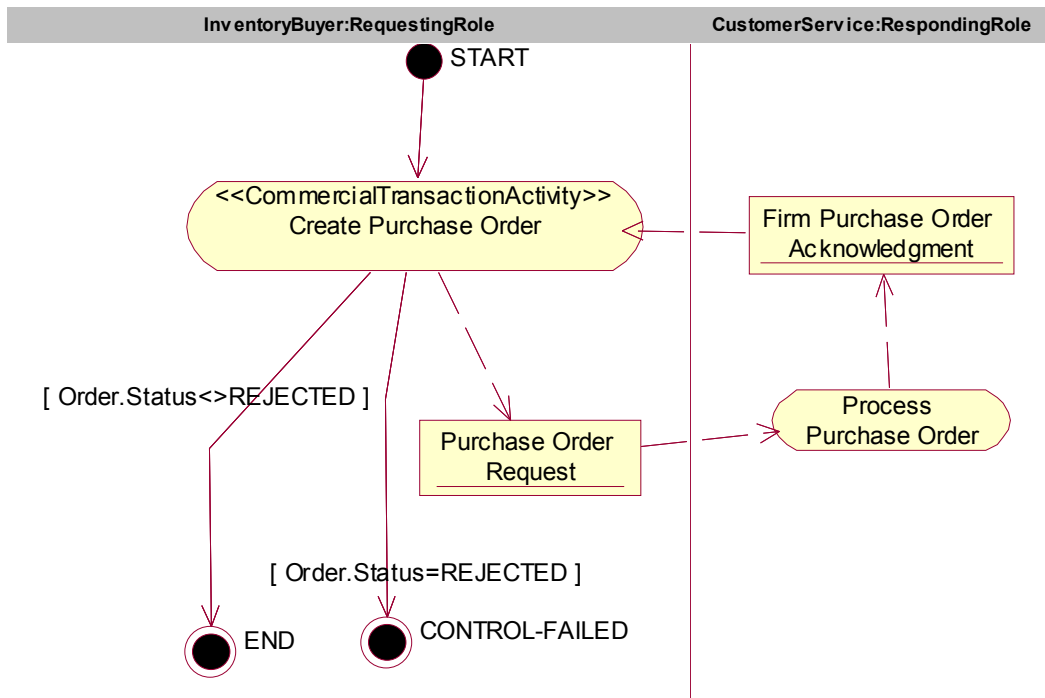 InventoryBuyer:RequestingRole
CustomerService:RespondingRole
START
<<CommercialTransactionActivity>>
Create Purchase Order
Firm Purchase Order
Acknowledgment
[ Order.Status<>REJECTED ]
Process
Purchase Order
Purchase Order
Request
[ Order.Status=REJECTED ]
END
CONTROL-FAILED